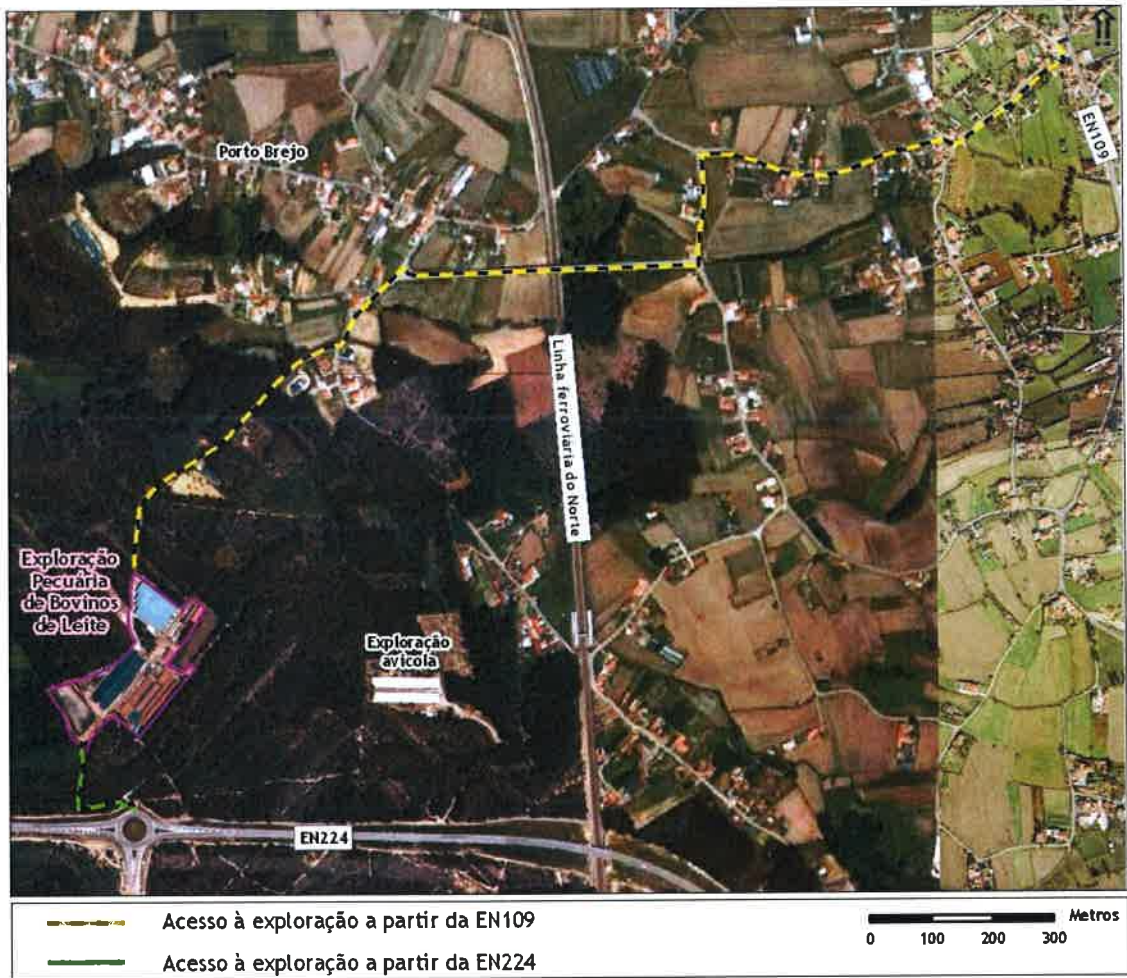 EN109
Porto Brejo
Linha ferroviária do Norte
Exploração
Pecuária
de Bovinos
de Leite
Exploração
avícola
EN224
Acesso à exploração a partir da EN109
Acesso à exploração a partir da EN224
Metros
0 100 200 300